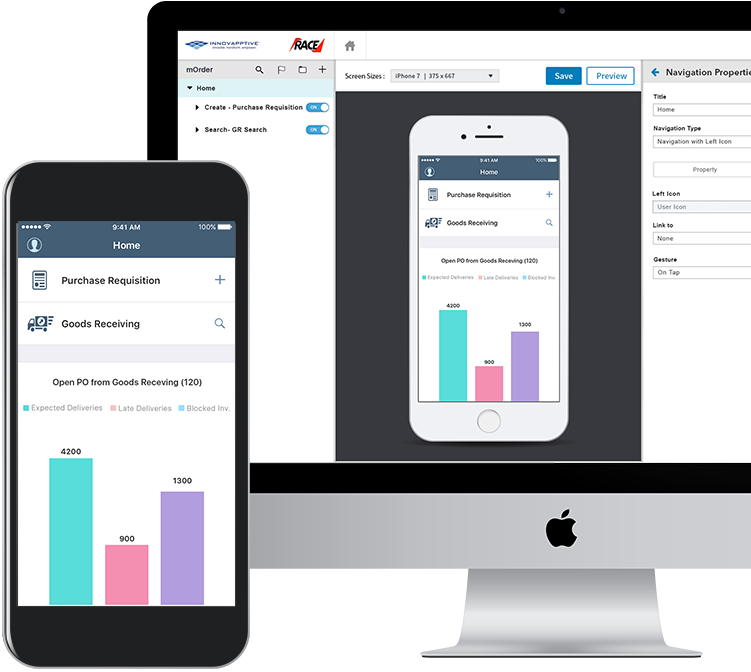 INNOVAPPTIVE
RACE
mOrder
Home
Create - Purchase Requisition
ON
Search- GR Search
ON
Screen Sizes :
iPhone 7 | 375 x 667
Save
Preview
Navigation Propertie
Title
Home
Navigation Type
Navigation with Left Icon
Property
Left Icon
User Icon
Link to
None
Gesture
On Tap
9:41 AM
100%
Home
Purchase Requisition
Goods Receiving
Open PO from Goods Receving (120)
Expected Deliveries
Late Deliveries
Blocked Inv.
4200
900
1300
9:41 AM
100%
Home
Purchase Requisition
Goods Receiving
Open PO from Goods Receving (120)
Expected Deliveries
Late Deliveries
Blocked Inv.
4200
900
1300